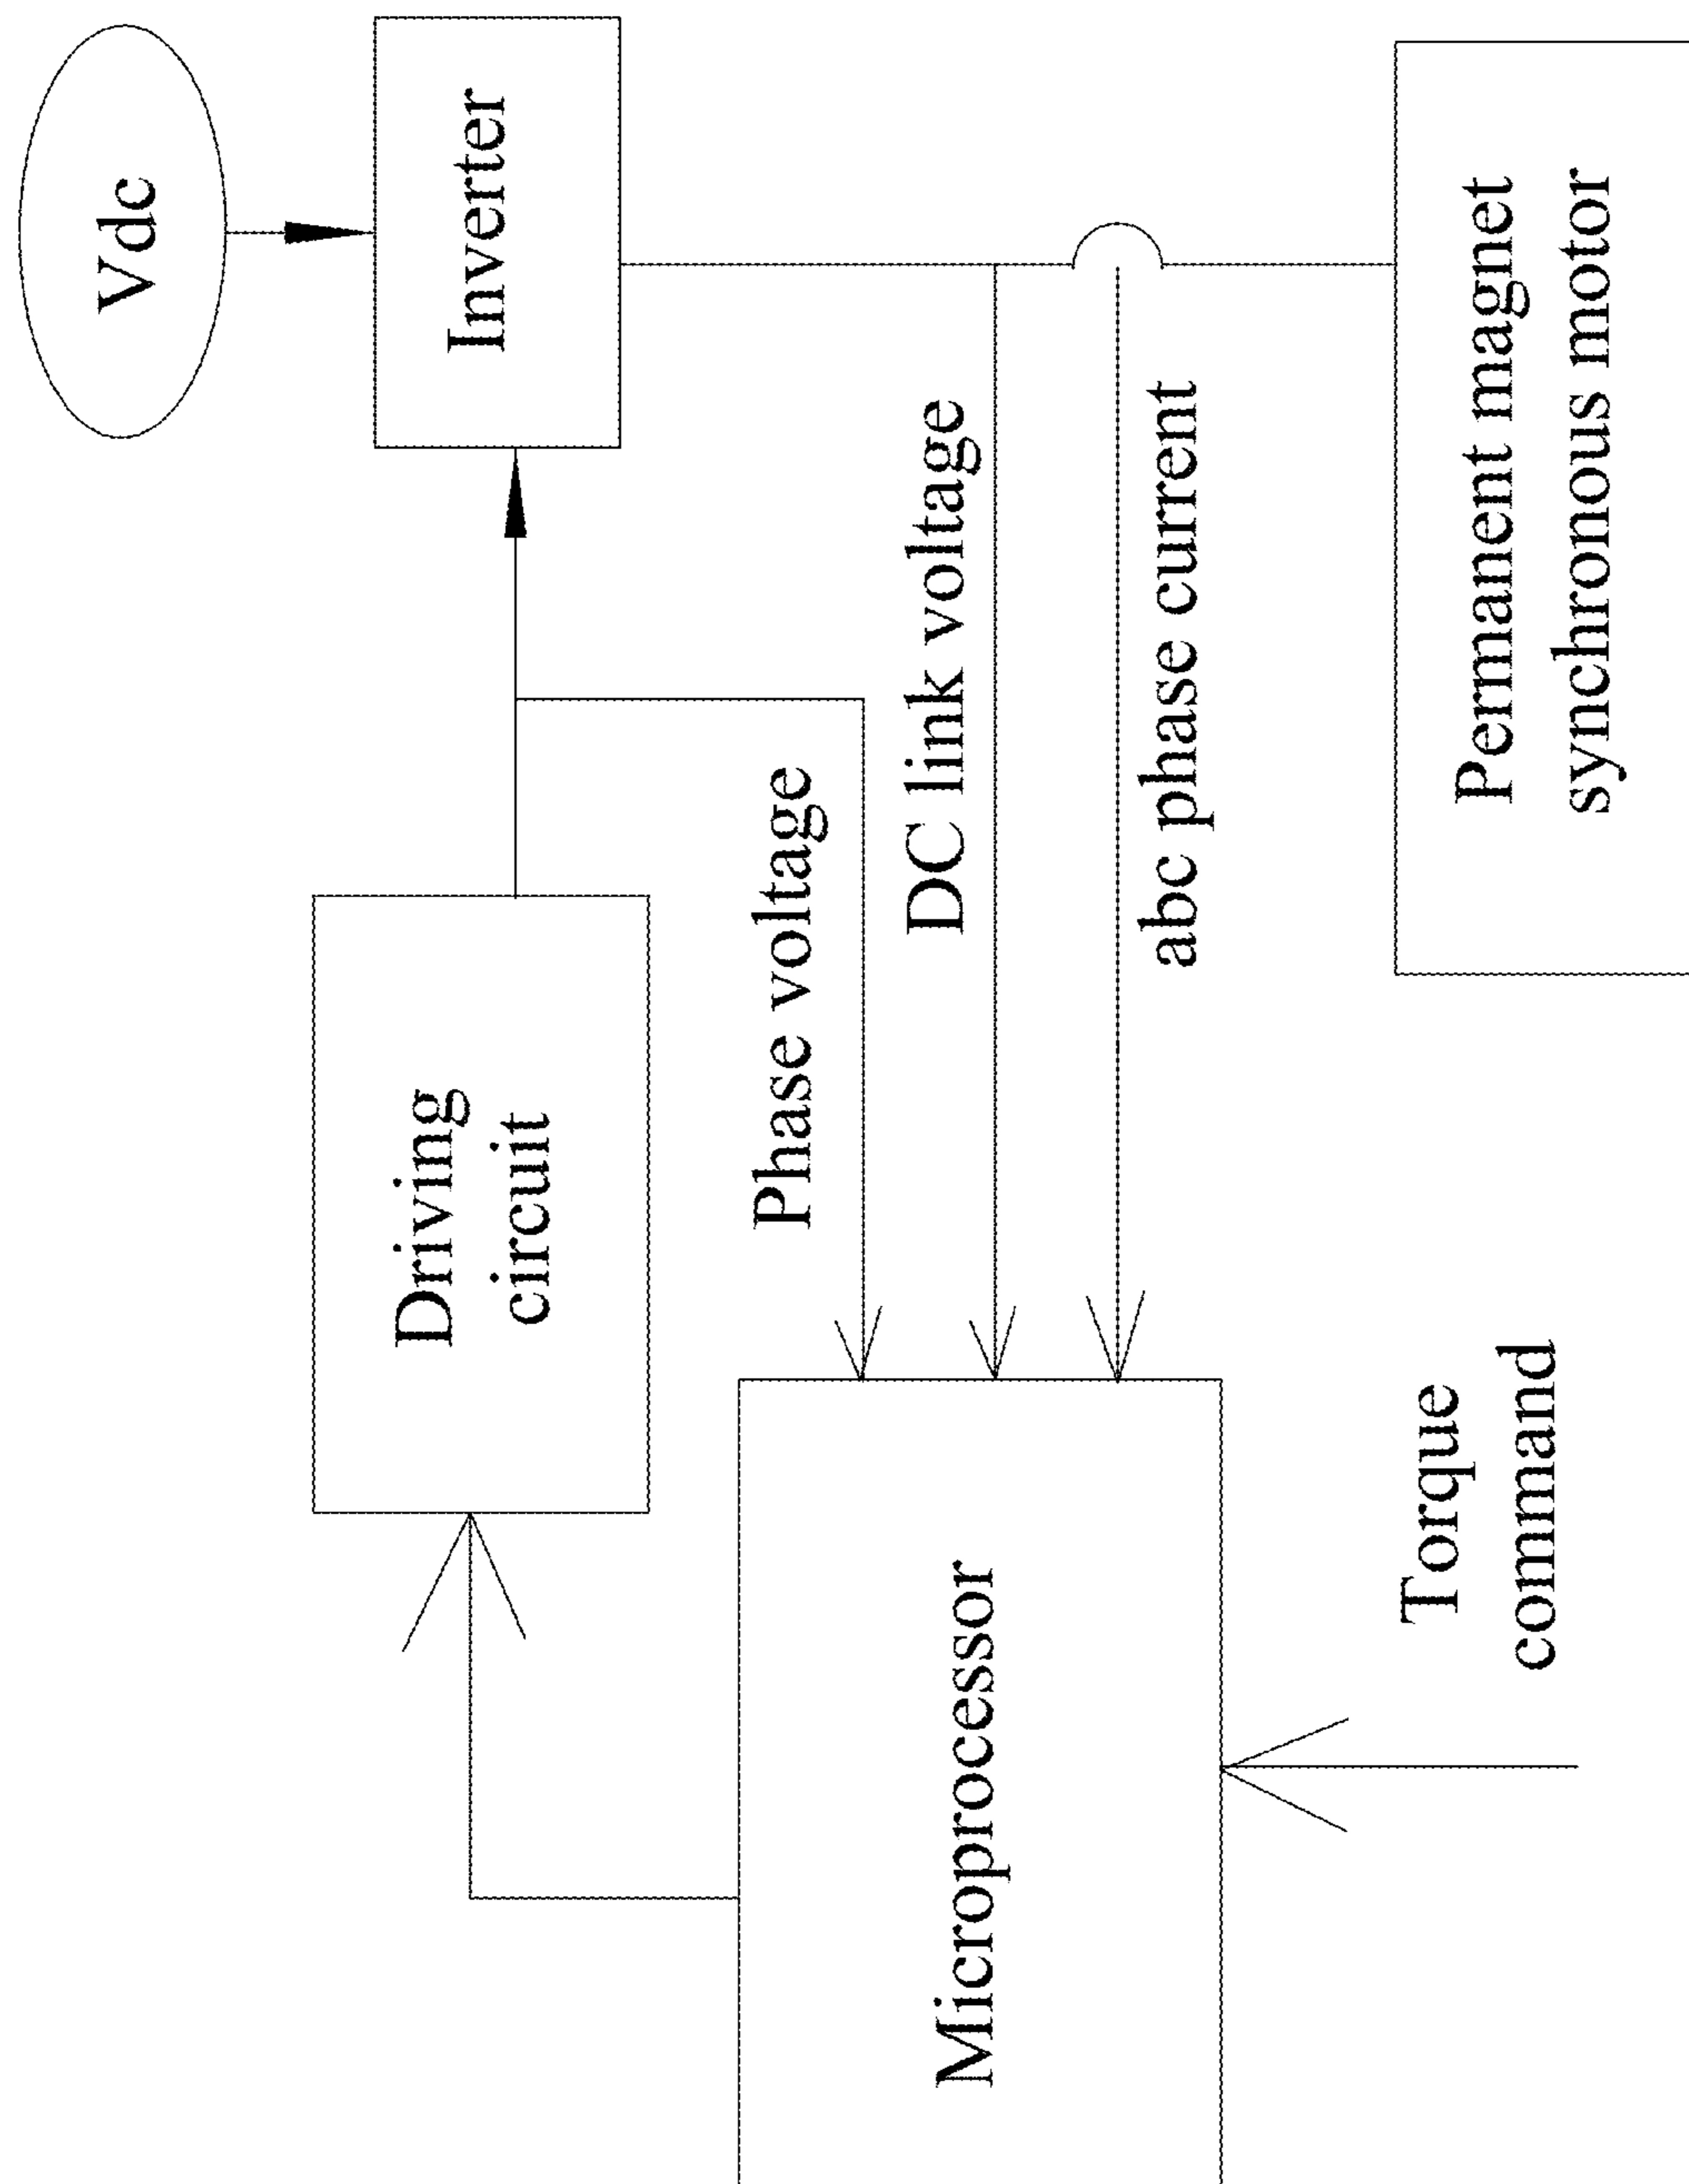 Vdc
Inverter
Driving
circuit
Phase voltage
DC link voltage
abc phase current
Microprocessor
Torque
command
Permanent magnet
synchronous motor